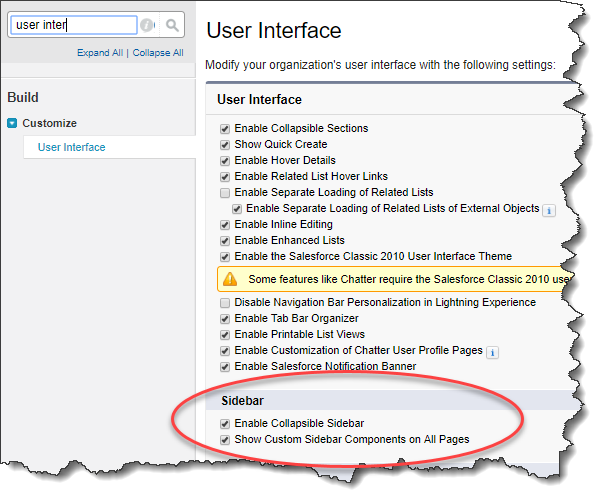 user inter
Expand All | Collapse All
Build
Customize
User Interface
User Interface
Modify your organization's user interface with the following settings:
User Interface
Enable Collapsible Sections
Show Quick Create
Enable Hover Details
Enable Related List Hover Links
Enable Separate Loading of Related Lists
Enable Separate Loading of Related Lists of External Objects
Enable Inline Editing
Enable Enhanced Lists
Enable the Salesforce Classic 2010 User Interface Theme
Some features like Chatter require the Salesforce Classic 2010
Disable Navigation Bar Personalization in Lightning Experience
Enable Tab Bar Organizer
Enable Printable List Views
Enable Customization of Chatter User Profile Pages
Enable Salesforce Notification Banner
Sidebar
Enable Collapsible Sidebar
Show Custom Sidebar Components on All Pages